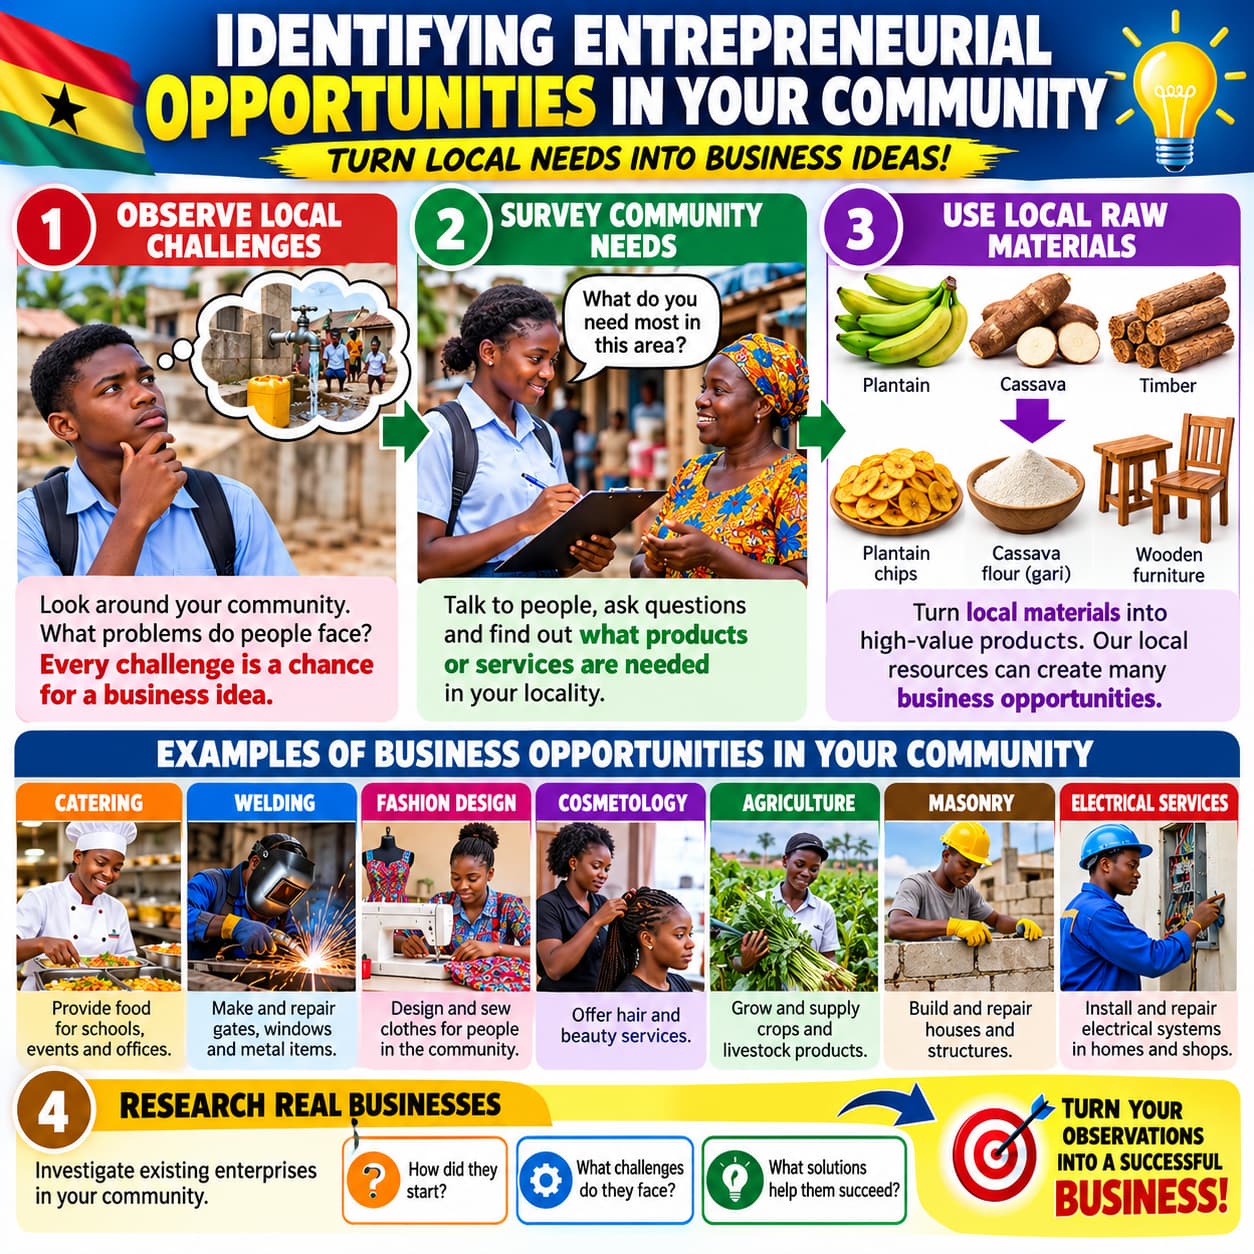 IDENTIFYING ENTREPRENEURIAL
OPPORTUNITIES IN YOUR COMMUNITY
TURN LOCAL NEEDS INTO BUSINESS IDEAS!
1
OBSERVE LOCAL
CHALLENGES
Look around your community.
What problems do people face?
Every challenge is a chance
for a business idea.
2
SURVEY COMMUNITY
NEEDS
What do you
need most in
this area?
Talk to people, ask questions
and find out what products
or services are needed
in your locality.
3
USE LOCAL RAW
MATERIALS
Plantain
Cassava
Timber
Plantain
chips
Cassava
flour (gari)
Wooden
furniture
Turn local materials into
high-value products. Our local
resources can create many
business opportunities.
EXAMPLES OF BUSINESS OPPORTUNITIES IN YOUR COMMUNITY
CATERING
Provide food
for schools,
events and offices.
WELDING
Make and repair
gates, windows
and metal items.
FASHION DESIGN
Design and sew
clothes for people
in the community.
COSMETOLOGY
Offer hair and
beauty services.
AGRICULTURE
Grow and supply
crops and
livestock products.
MASONRY
Build and repair
houses and
structures.
ELECTRICAL SERVICES
Install and repair
electrical systems
in homes and shops.
4
RESEARCH REAL BUSINESSES
Investigate existing enterprises
in your community.
?
How did they
start?
What challenges
do they face?
What solutions
help them succeed?
TURN YOUR
OBSERVATIONS
INTO A SUCCESSFUL
BUSINESS!